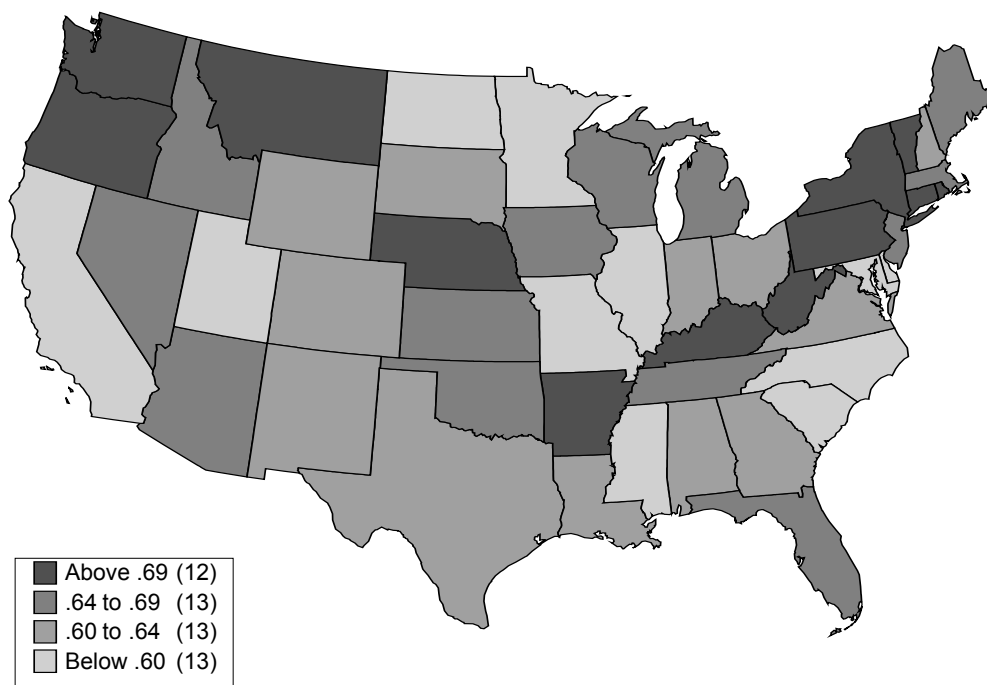 Above .69 (12)
.64 to .69 (13)
.60 to .64 (13)
Below .60 (13)